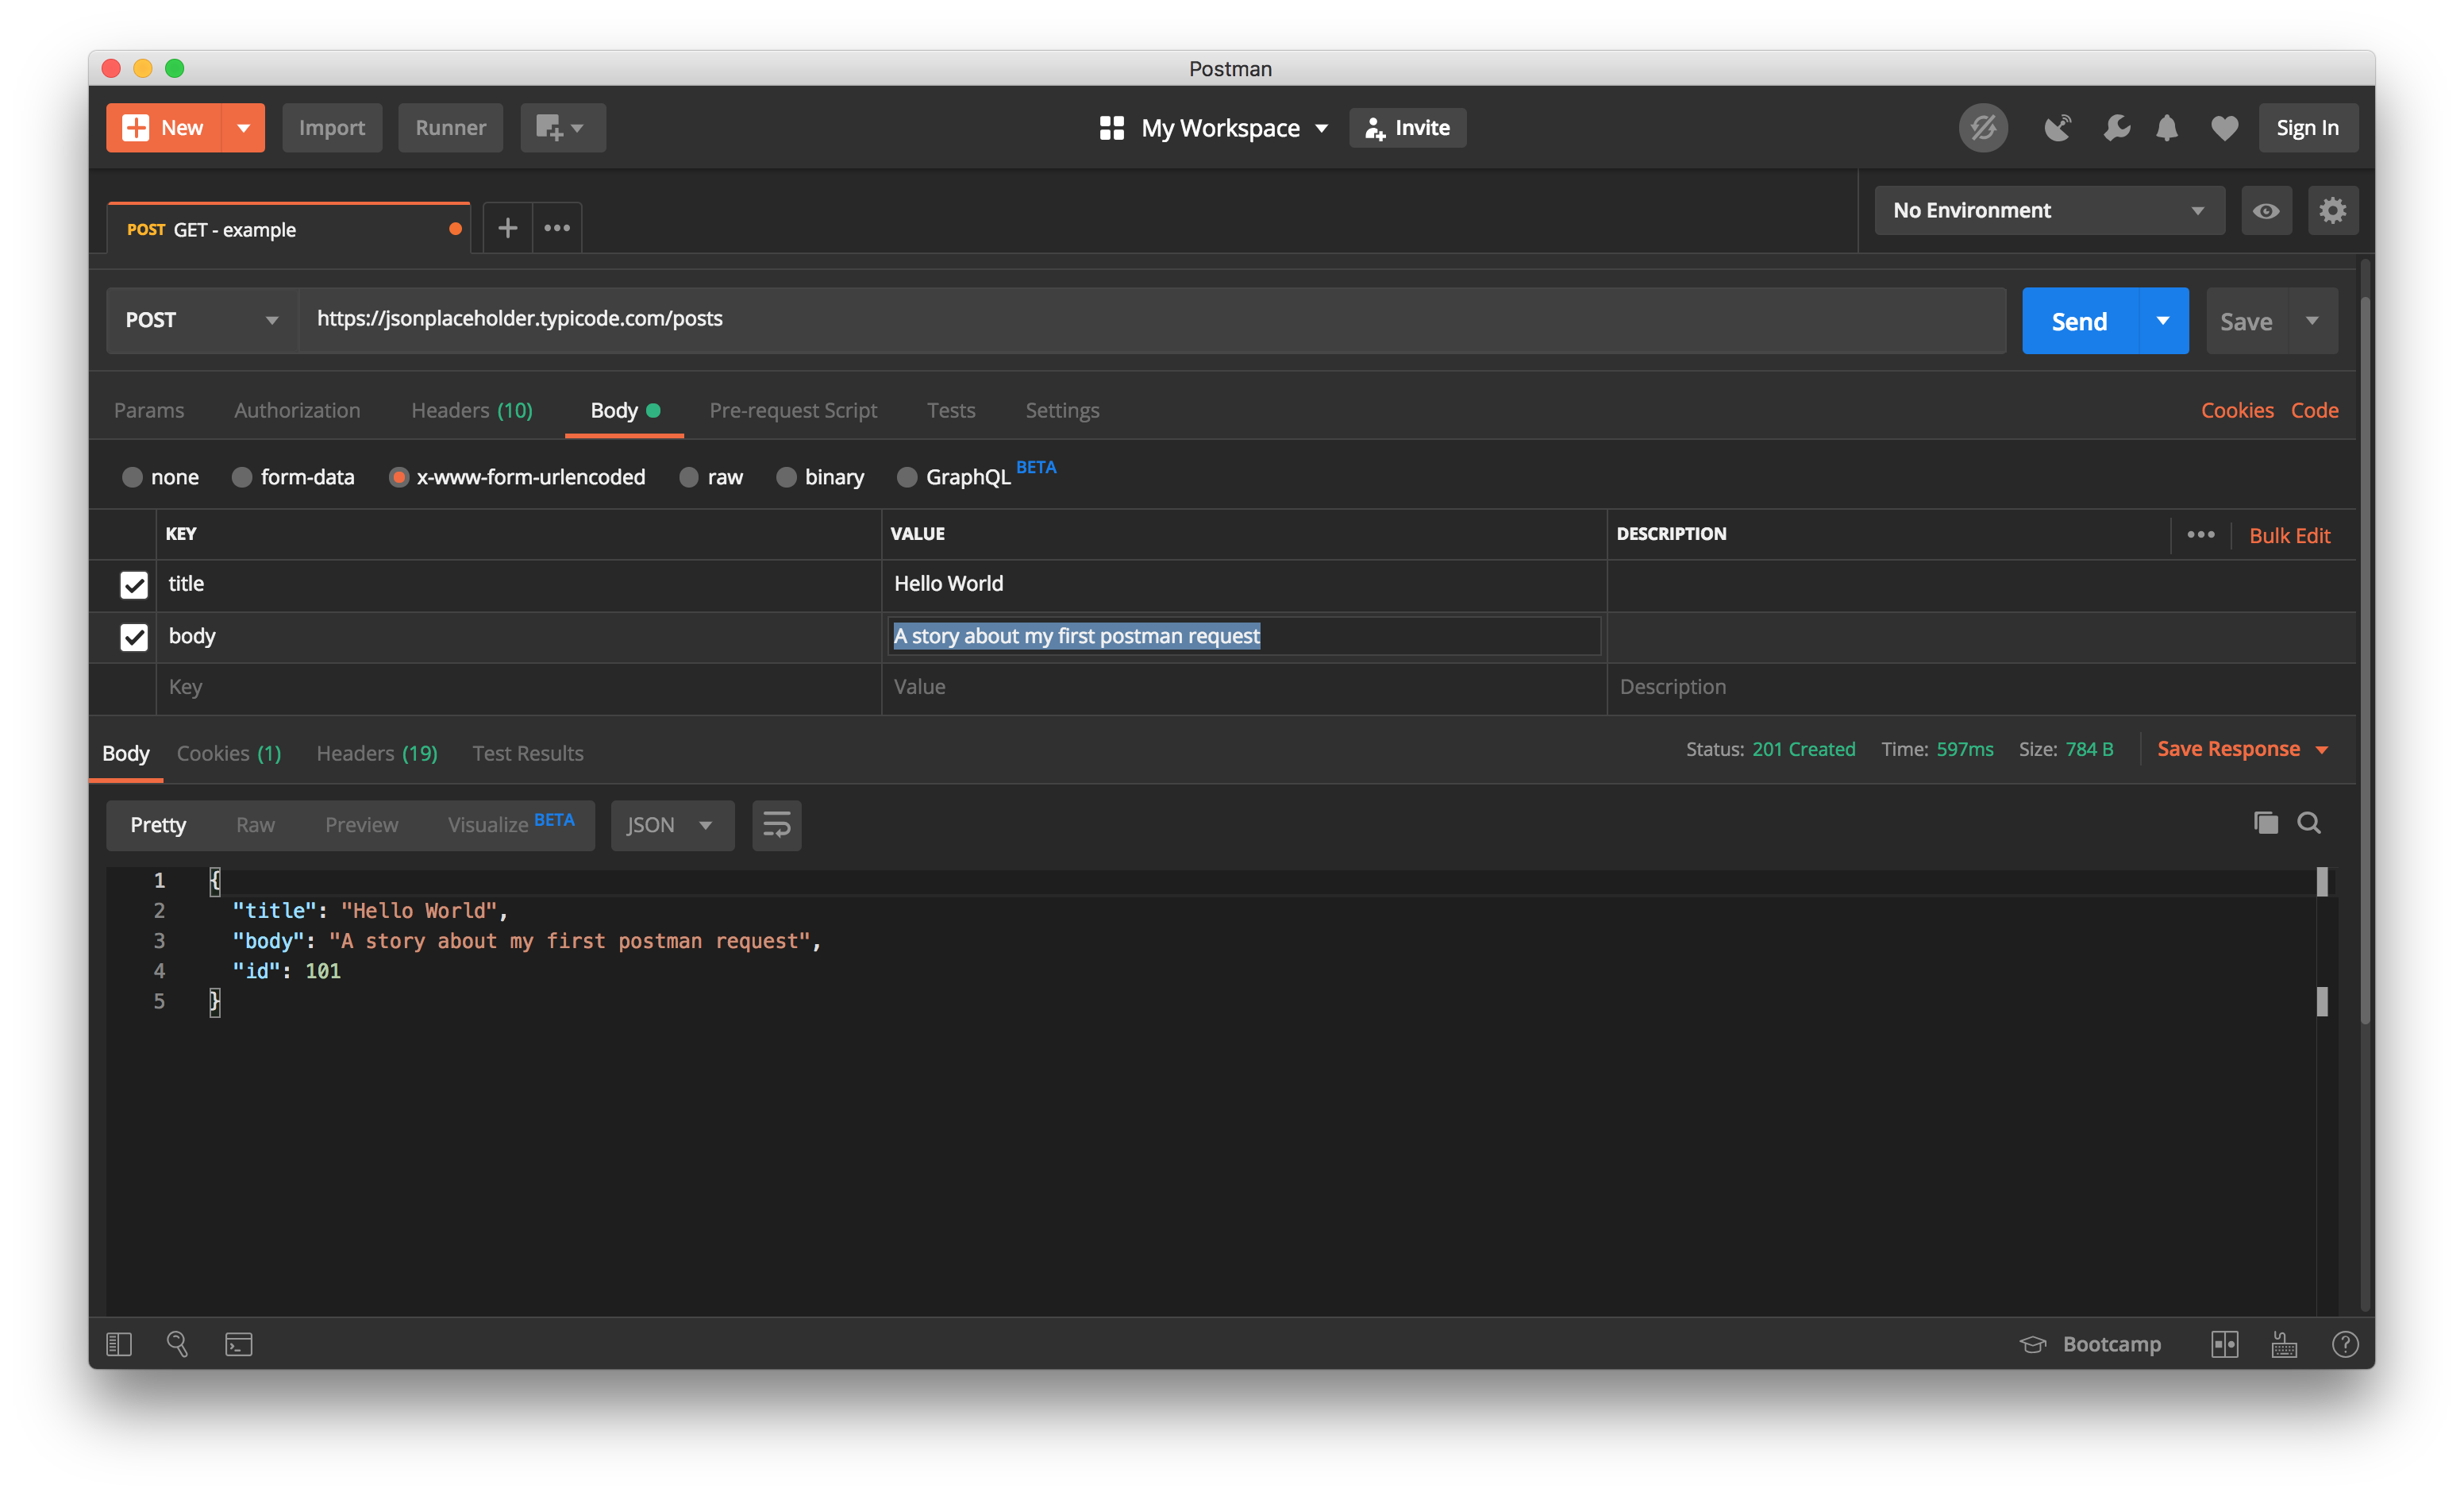 Postman
New Import Runner My Workspace Invite Sign In
POST GET - example No Environment
POST https://jsonplaceholder.typicode.com/posts Send Save
Params Authorization Headers (10) Body Pre-request Script Tests Settings Cookies Code
none form-data x-www-form-urlencoded raw binary GraphQL BETA
KEY VALUE DESCRIPTION Bulk Edit
title Hello World
body A story about my first postman request
Key Value Description
Body Cookies (1) Headers (19) Test Results Status: 201 Created Time: 597ms Size: 784 B Save Response
Pretty Raw Preview Visualize BETA JSON
1 {
2 "title": "Hello World",
3 "body": "A story about my first postman request",
4 "id": 101
5 }
Bootcamp